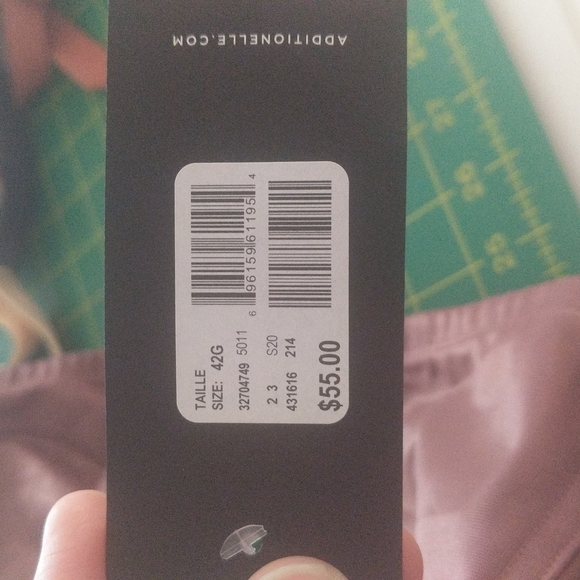 ADDITIONELLE.COM
TAILLE
SIZE: 42G
32704749 5011
2 3 S20
431616 214
$55.00
6 96159 61195 4